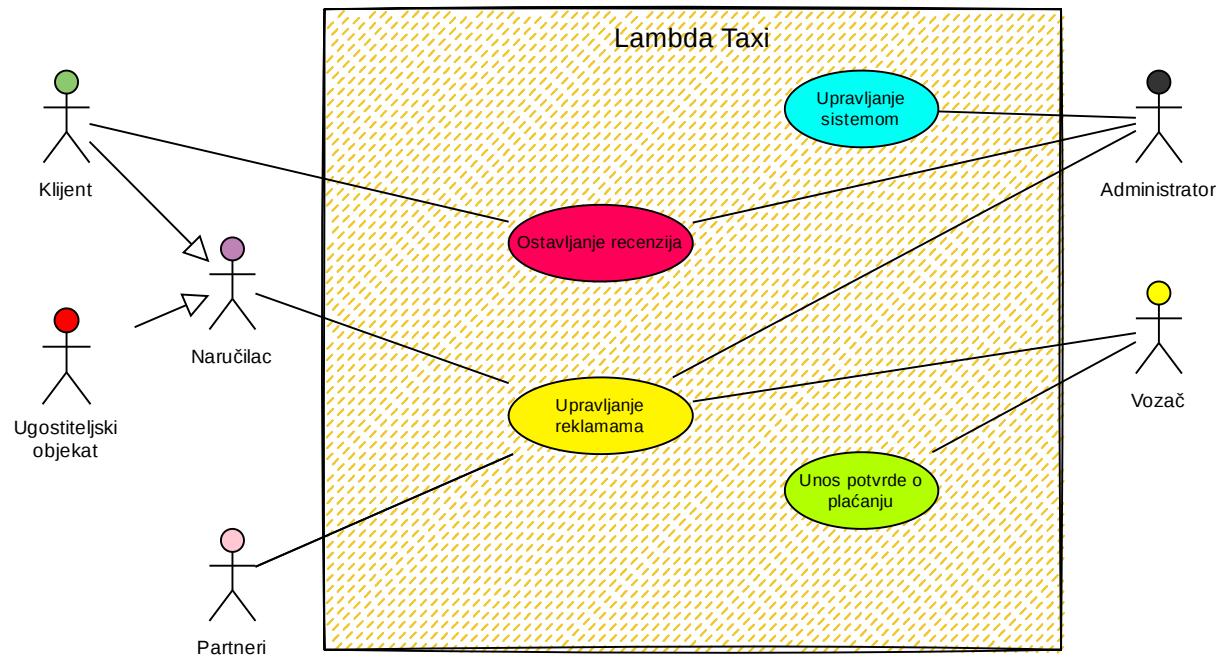 Lambda Taxi
Upravljanje
sistemom
Klijent
Administrator
Ostavljanje recenzija
Naručilac
Vozač
Upravljanje
reklamama
Ugostiteljski
objekat
Unos potvrde o
plaćanju
Partneri